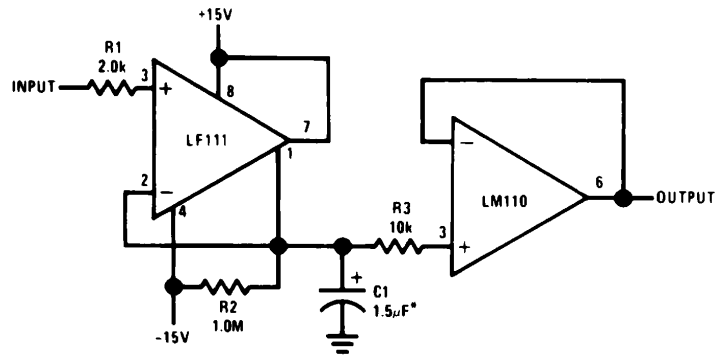 +15V
R1
2.0k
INPUT
3
+
8
LF111
7
1
2
−
4
R2
1.0M
-15V
+
C1
1.5μF*
R3
10k
3
+
−
LM110
6
OUTPUT